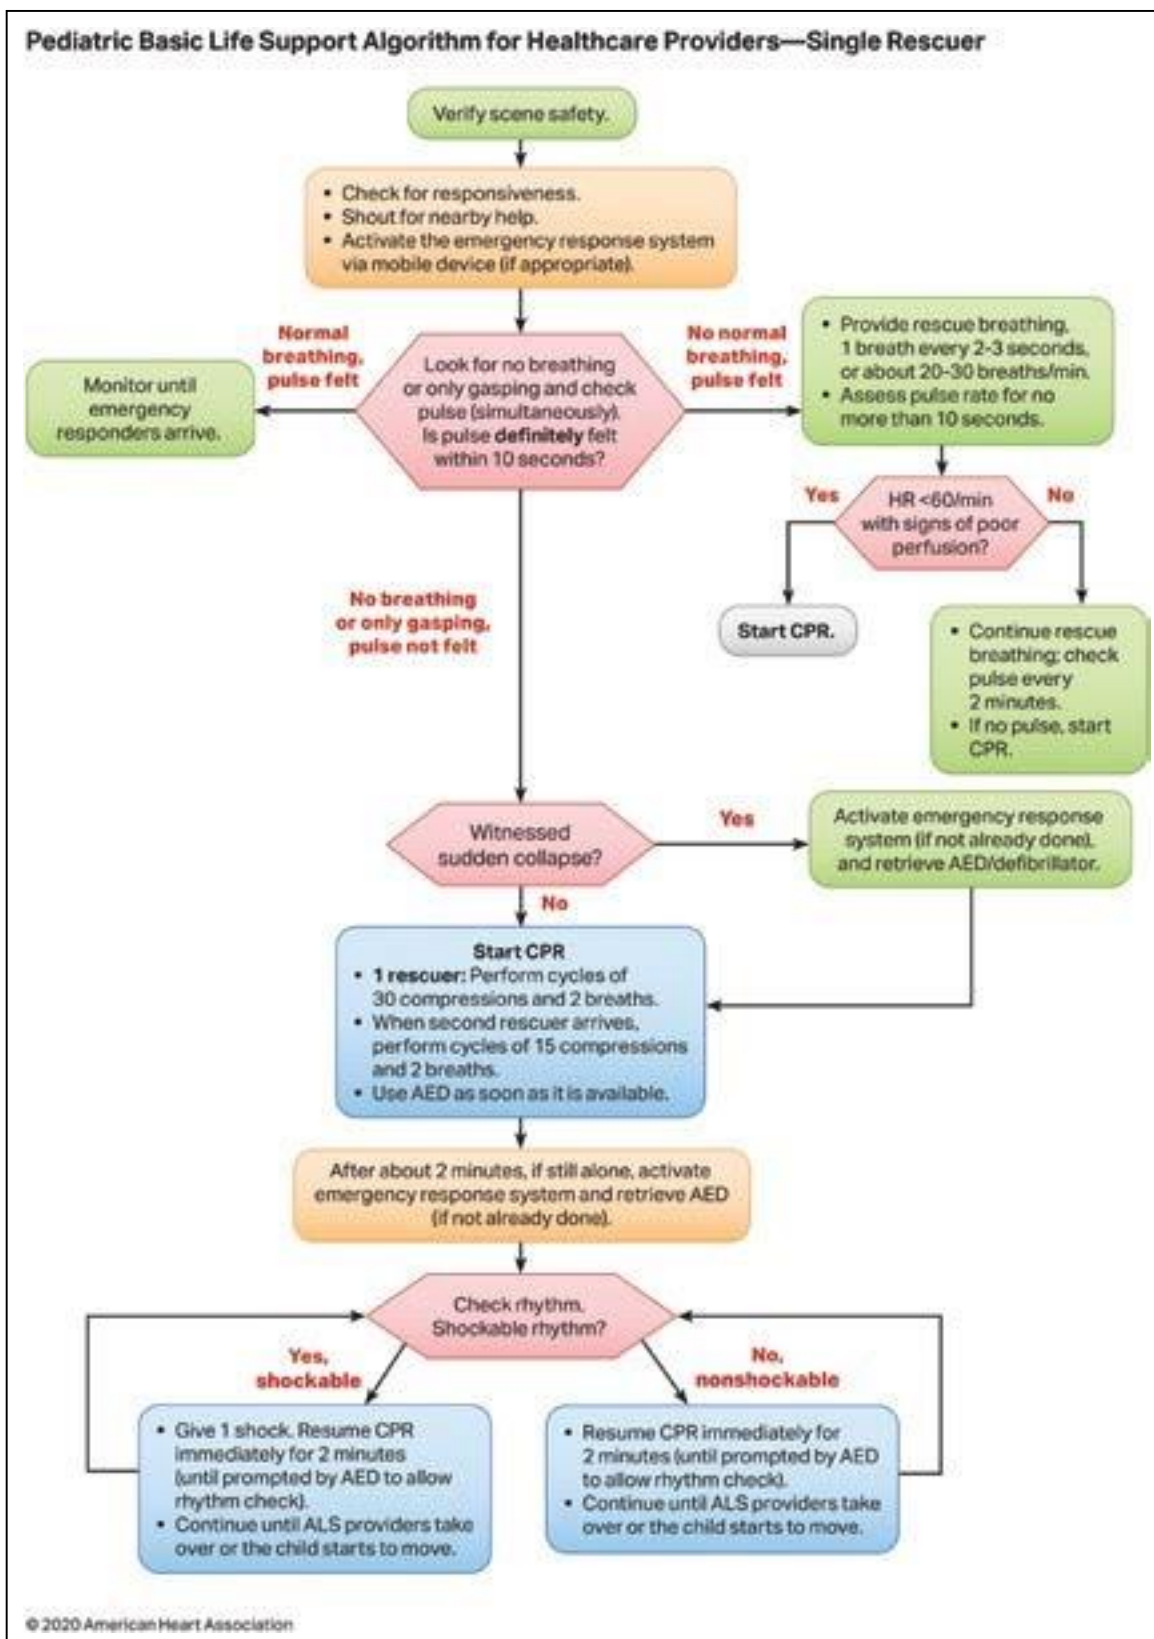 Pediatric Basic Life Support Algorithm for Healthcare Providers—Single Rescuer
Verify scene safety.
• Check for responsiveness.
• Shout for nearby help.
• Activate the emergency response system
via mobile device (if appropriate).
Normal
breathing,
pulse felt
Monitor until
emergency
responders arrive.
Look for no breathing
or only gasping and check
pulse (simultaneously).
Is pulse definitely felt
within 10 seconds?
No normal
breathing,
pulse felt
• Provide rescue breathing,
1 breath every 2-3 seconds,
or about 20-30 breaths/min.
• Assess pulse rate for no
more than 10 seconds.
Yes
HR <60/min
with signs of poor
perfusion?
No
Start CPR.
• Continue rescue
breathing; check
pulse every
2 minutes.
• If no pulse, start
CPR.
No breathing
or only gasping,
pulse not felt
Witnessed
sudden collapse?
Yes
Activate emergency response
system (if not already done),
and retrieve AED/defibrillator.
No
Start CPR
• 1 rescuer: Perform cycles of
30 compressions and 2 breaths.
• When second rescuer arrives,
perform cycles of 15 compressions
and 2 breaths.
• Use AED as soon as it is available.
After about 2 minutes, if still alone, activate
emergency response system and retrieve AED
(if not already done).
Check rhythm.
Shockable rhythm?
Yes,
shockable
No,
nonshockable
• Give 1 shock. Resume CPR
immediately for 2 minutes
(until prompted by AED to allow
rhythm check).
• Continue until ALS providers take
over or the child starts to move.
• Resume CPR immediately for
2 minutes (until prompted by AED
to allow rhythm check).
• Continue until ALS providers take
over or the child starts to move.
© 2020 American Heart Association